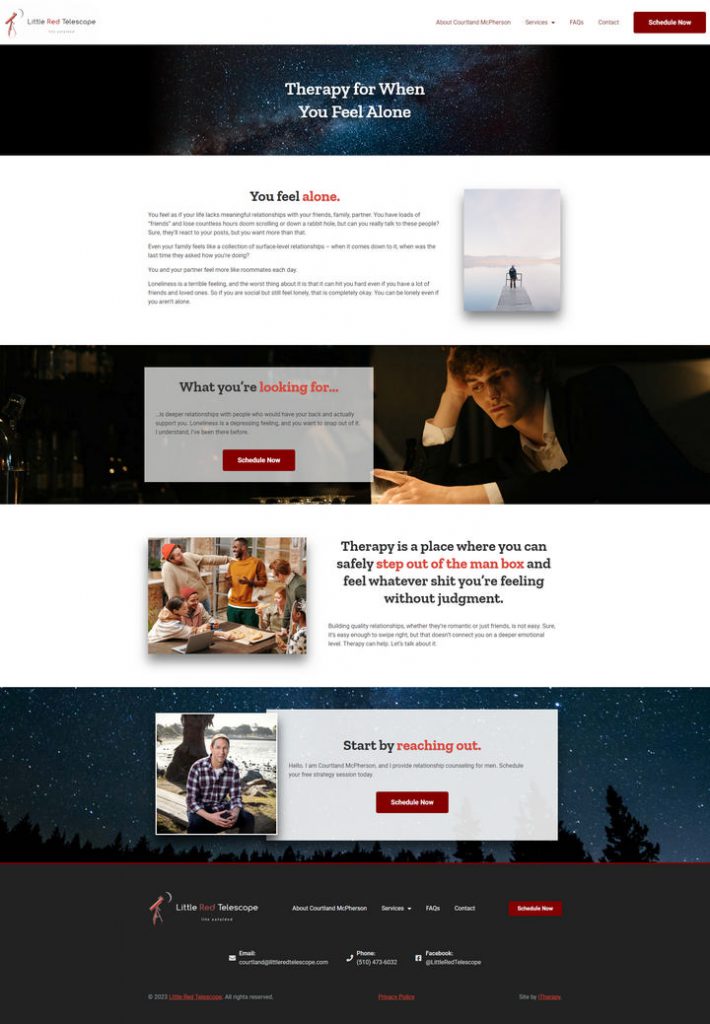 Little Red Telescope
life unfolded
About Courtland McPherson
Services
FAQs
Contact
Schedule Now
Therapy for When
You Feel Alone
You feel alone.
You feel as if your life lacks meaningful relationships with your friends, family, partner. You have loads of
"friends" and lose countless hours doom scrolling or down a rabbit hole, but can you really talk to these people?
Sure, they'll react to your posts, but you want more than that.
Even your family feels like a collection of surface-level relationships – when it comes down to it, when was the
last time they asked how you're doing?
You and your partner feel more like roommates each day.
Loneliness is a terrible feeling, and the worst thing about it is that it can hit you hard even if you have a lot of
friends and loved ones. So if you are social but still feel lonely, that is completely okay. You can be lonely even if
you aren't alone.
What you're looking for...
...is deeper relationships with people who would have your back and actually
support you. Loneliness is a depressing feeling, and you want to snap out of it.
I understand, I've been there before.
Schedule Now
Therapy is a place where you can
safely step out of the man box and
feel whatever shit you're feeling
without judgment.
Building quality relationships, whether they're romantic or just friends, is not easy. Sure,
it's easy enough to swipe right, but that doesn't connect you on a deeper emotional
level. Therapy can help. Let's talk about it.
Start by reaching out.
Hello. I am Courtland McPherson, and I provide relationship counseling for men. Schedule
your free strategy session today.
Schedule Now
Little Red Telescope
life unfolded
About Courtland McPherson
Services
FAQs
Contact
Schedule Now
Email:
courtland@littleredtelescope.com
Phone:
(510) 473-6032
Facebook:
@LittleRedTelescope
© 2023 Little Red Telescope. All rights reserved.
Privacy Policy
Site by iTherapy.